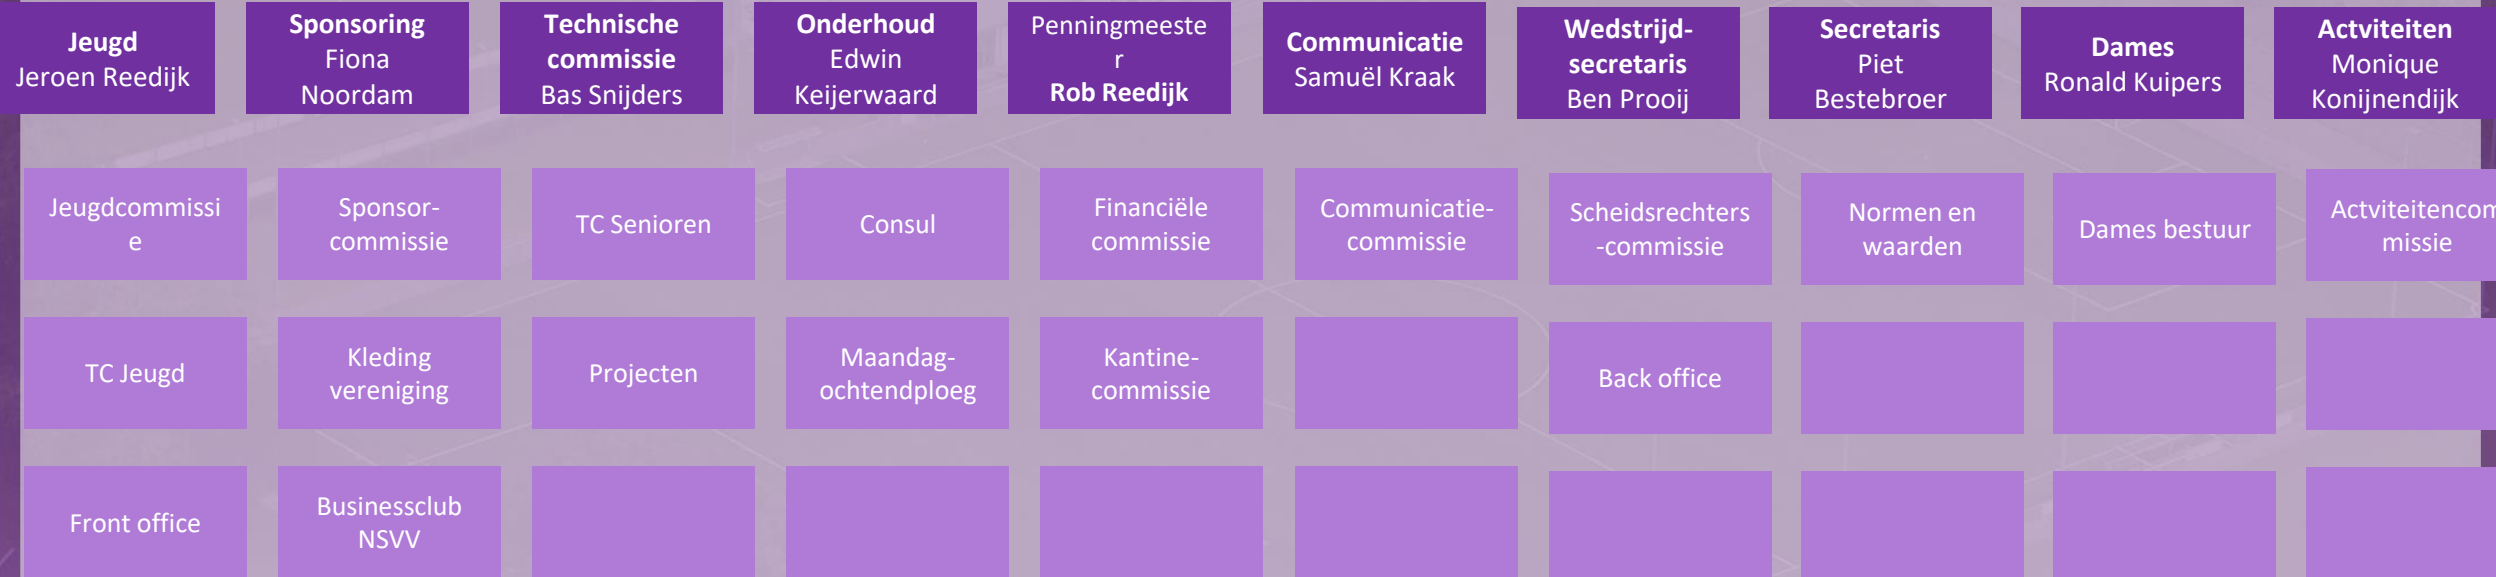 Jeugd
Jeroen Reedijk
Sponsoring
Fiona
Noordam
Technische
commissie
Bas Snijders
Onderhoud
Edwin
Keijerwaard
Penningmeeste
r
Rob Reedijk
Communicatie
Samuël Kraak
Wedstrijd-
secretaris
Ben Prooij
Secretaris
Piet
Bestebroer
Dames
Ronald Kuipers
Actviteiten
Monique
Konijnendijk
Jeugdcommissi
e
Sponsor-
commissie
TC Senioren
Consul
Financiële
commissie
Communicatie-
commissie
Scheidsrechters
-commissie
Normen en
waarden
Dames bestuur
Actviteitencom
missie
TC Jeugd
Kleding
vereniging
Projecten
Maandag-
ochtendploeg
Kantine-
commissie
Back office
Front office
Businessclub
NSVV